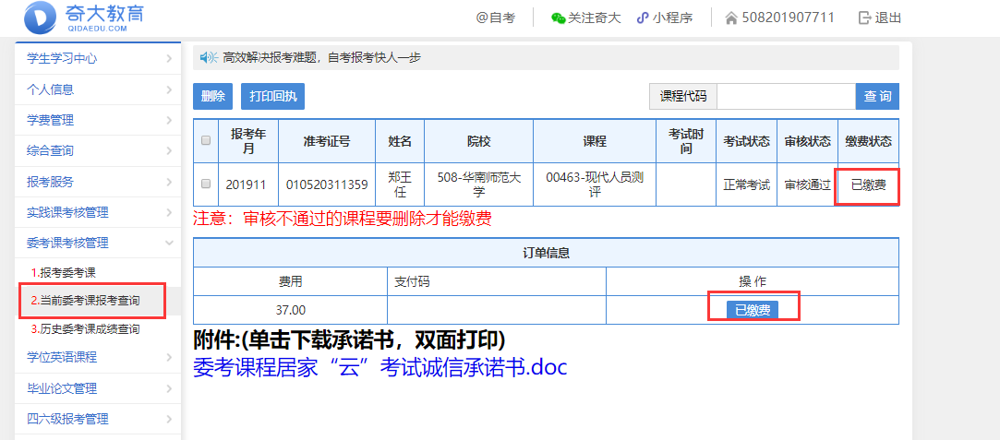 奇大教育
QIDAEDU.COM
@自考
关注奇大
小程序
508201907711
退出
学生学习中心
个人信息
学费管理
综合查询
报考服务
实践课考核管理
委考课考核管理
1.报考委考课
2.当前委考课报考查询
3.历史委考课成绩查询
学位英语课程
毕业论文管理
四六级报考管理
高效解决报考难题，自考报考快人一步
删除
打印回执
课程代码
查 询
报考年
月
准考证号
姓名
院校
课程
考试时
间
考试状态
审核状态
缴费状态
201911
010520311359
郑王
任
508-华南师范大
学
00463-现代人员测
评
正常考试
审核通过
已缴费
注意：审核不通过的课程要删除才能缴费
订单信息
费用
支付码
操 作
37.00
已缴费
附件:(单击下载承诺书，双面打印)
委考课程居家“云”考试诚信承诺书.doc